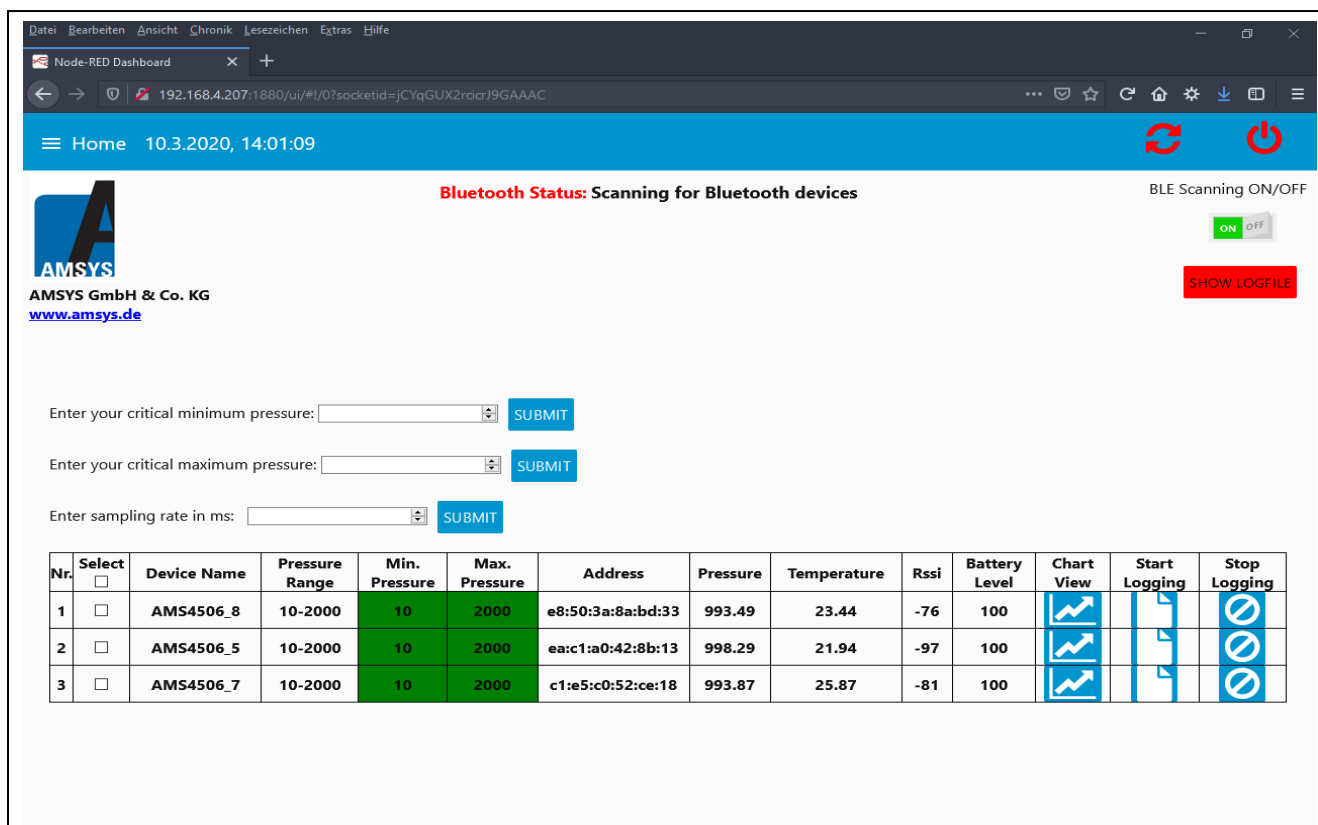 Datei Bearbeiten Ansicht Chronik Lesezeichen Extras Hilfe
Node-RED Dashboard
192.168.4.207:1880/ui/#!/0?socketid=jCYqGUX2rcicrJ9GAAAC
Home 10.3.2020, 14:01:09
Bluetooth Status: Scanning for Bluetooth devices
BLE Scanning ON/OFF
ON OFF
AMSYS
SHOW LOGFILE
AMSYS GmbH & Co. KG
www.amsys.de
Enter your critical minimum pressure: SUBMIT
Enter your critical maximum pressure: SUBMIT
Enter sampling rate in ms: SUBMIT
Nr. Select Device Name Pressure Range Min. Pressure Max. Pressure Address Pressure Temperature Rssi Battery Level Chart View Start Logging Stop Logging
1 AMS4506_8 10-2000 10 2000 e8:50:3a:8a:bd:33 993.49 23.44 -76 100
2 AMS4506_5 10-2000 10 2000 ea:c1:a0:42:8b:13 998.29 21.94 -97 100
3 AMS4506_7 10-2000 10 2000 c1:e5:c0:52:ce:18 993.87 25.87 -81 100